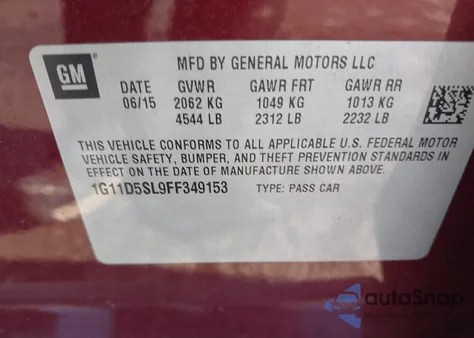 GM
MFD BY GENERAL MOTORS LLC
DATE GVWR GAWR FRT GAWR RR
06/15 2062 KG 1049 KG 1013 KG
4544 LB 2312 LB 2232 LB
THIS VEHICLE CONFORMS TO ALL APPLICABLE U.S. FEDERAL MOTOR
VEHICLE SAFETY, BUMPER, AND THEFT PREVENTION STANDARDS IN
EFFECT ON THE DATE OF MANUFACTURE SHOWN ABOVE.
1G11D5SL9FF349153 TYPE: PASS CAR
autoSnap